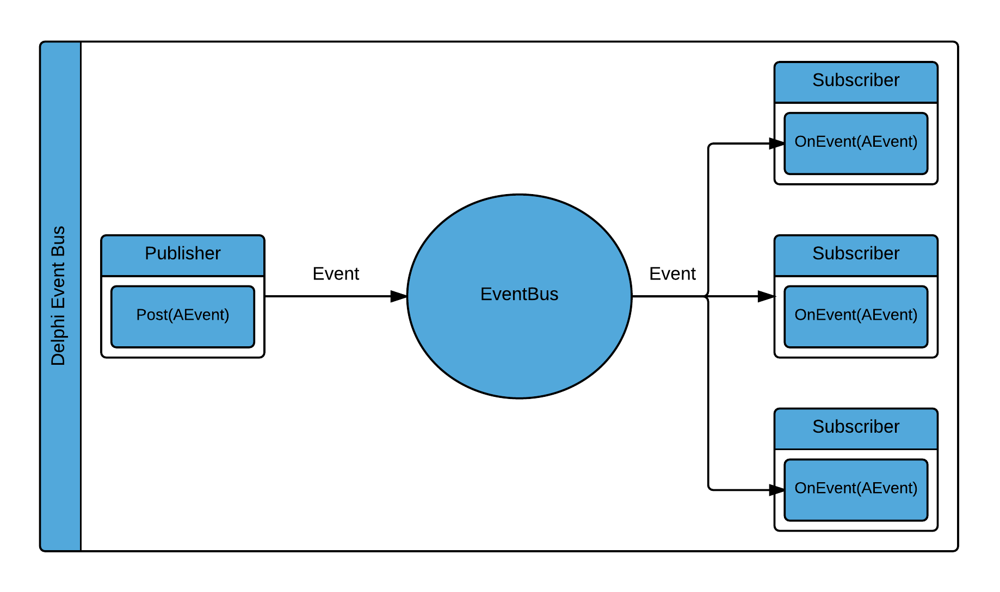 Delphi Event Bus
Publisher
Post(AEvent)
Event
EventBus
Event
Subscriber
OnEvent(AEvent)
Subscriber
OnEvent(AEvent)
Subscriber
OnEvent(AEvent)